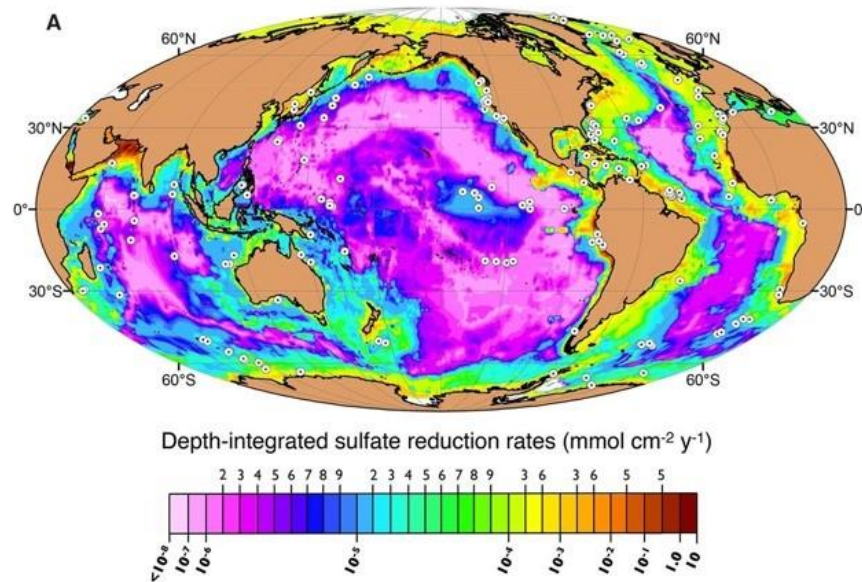 A
60°N 60°N
30°N 30°N
0° 0°
30°S 30°S
60°S 60°S
Depth-integrated sulfate reduction rates (mmol cm⁻² y⁻¹)
2 3 4 5 6 7 8 9 2 3 4 5 6 7 8 9 3 6 3 6 5 5
<10⁻⁸ 10⁻⁷ 10⁻⁶ 10⁻⁵ 10⁻⁴ 10⁻³ 10⁻² 10⁻¹ 1.0 10